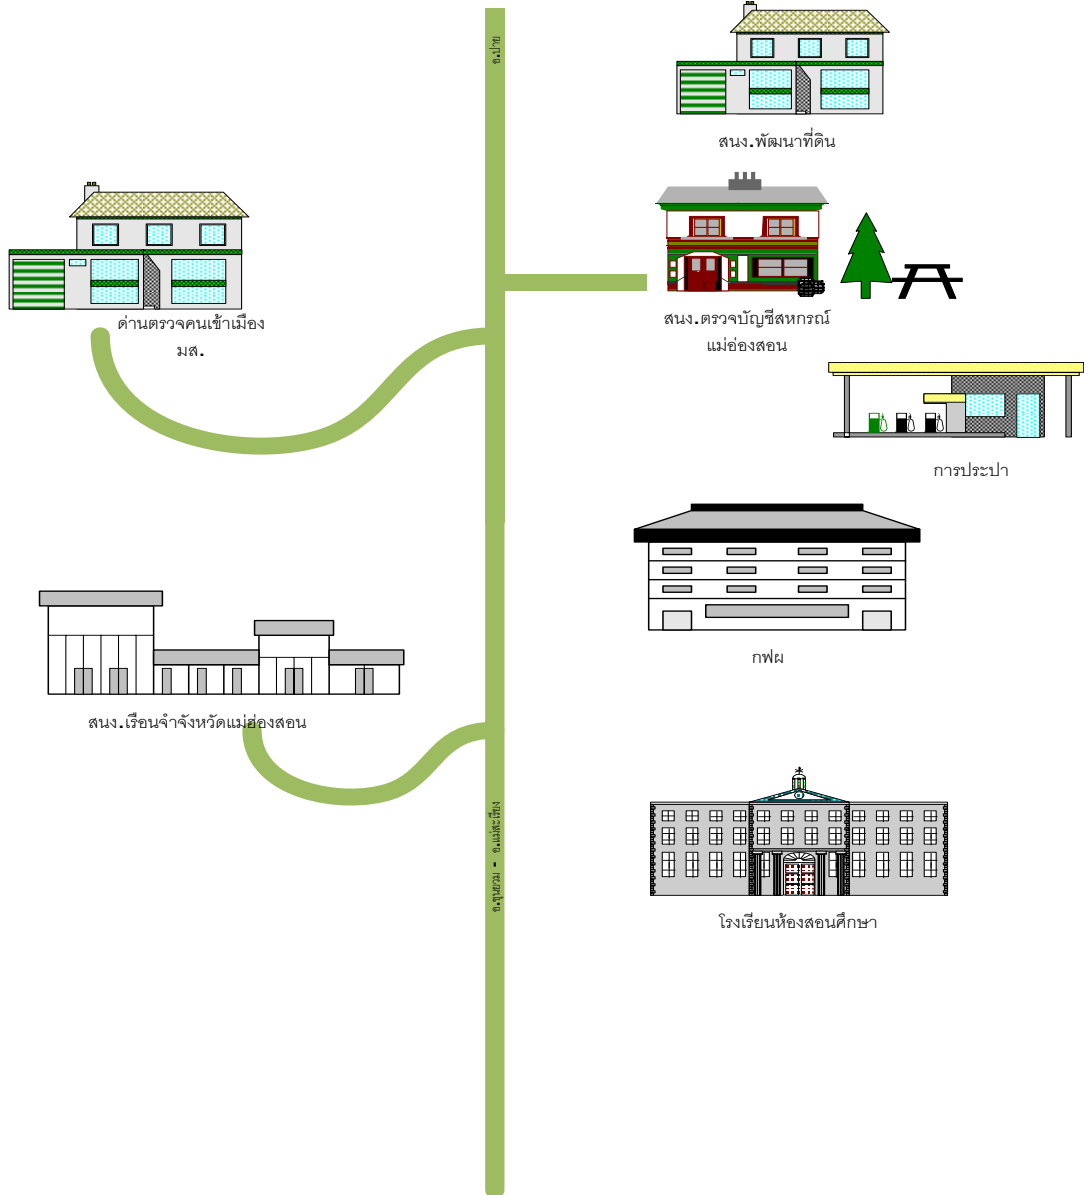 อ.ปาย
สนง.พัฒนาที่ดิน
ด่านตรวจคนเข้าเมือง
มส.
สนง.ตรวจบัญชีสหกรณ์
แม่อ่องสอน
การประปา
กฟผ
สนง.เรือนจำจังหวัดแม่ฮ่องสอน
อ.ขุนยวม - อ.แม่สะเรียง
โรงเรียนห้องสอนศึกษา